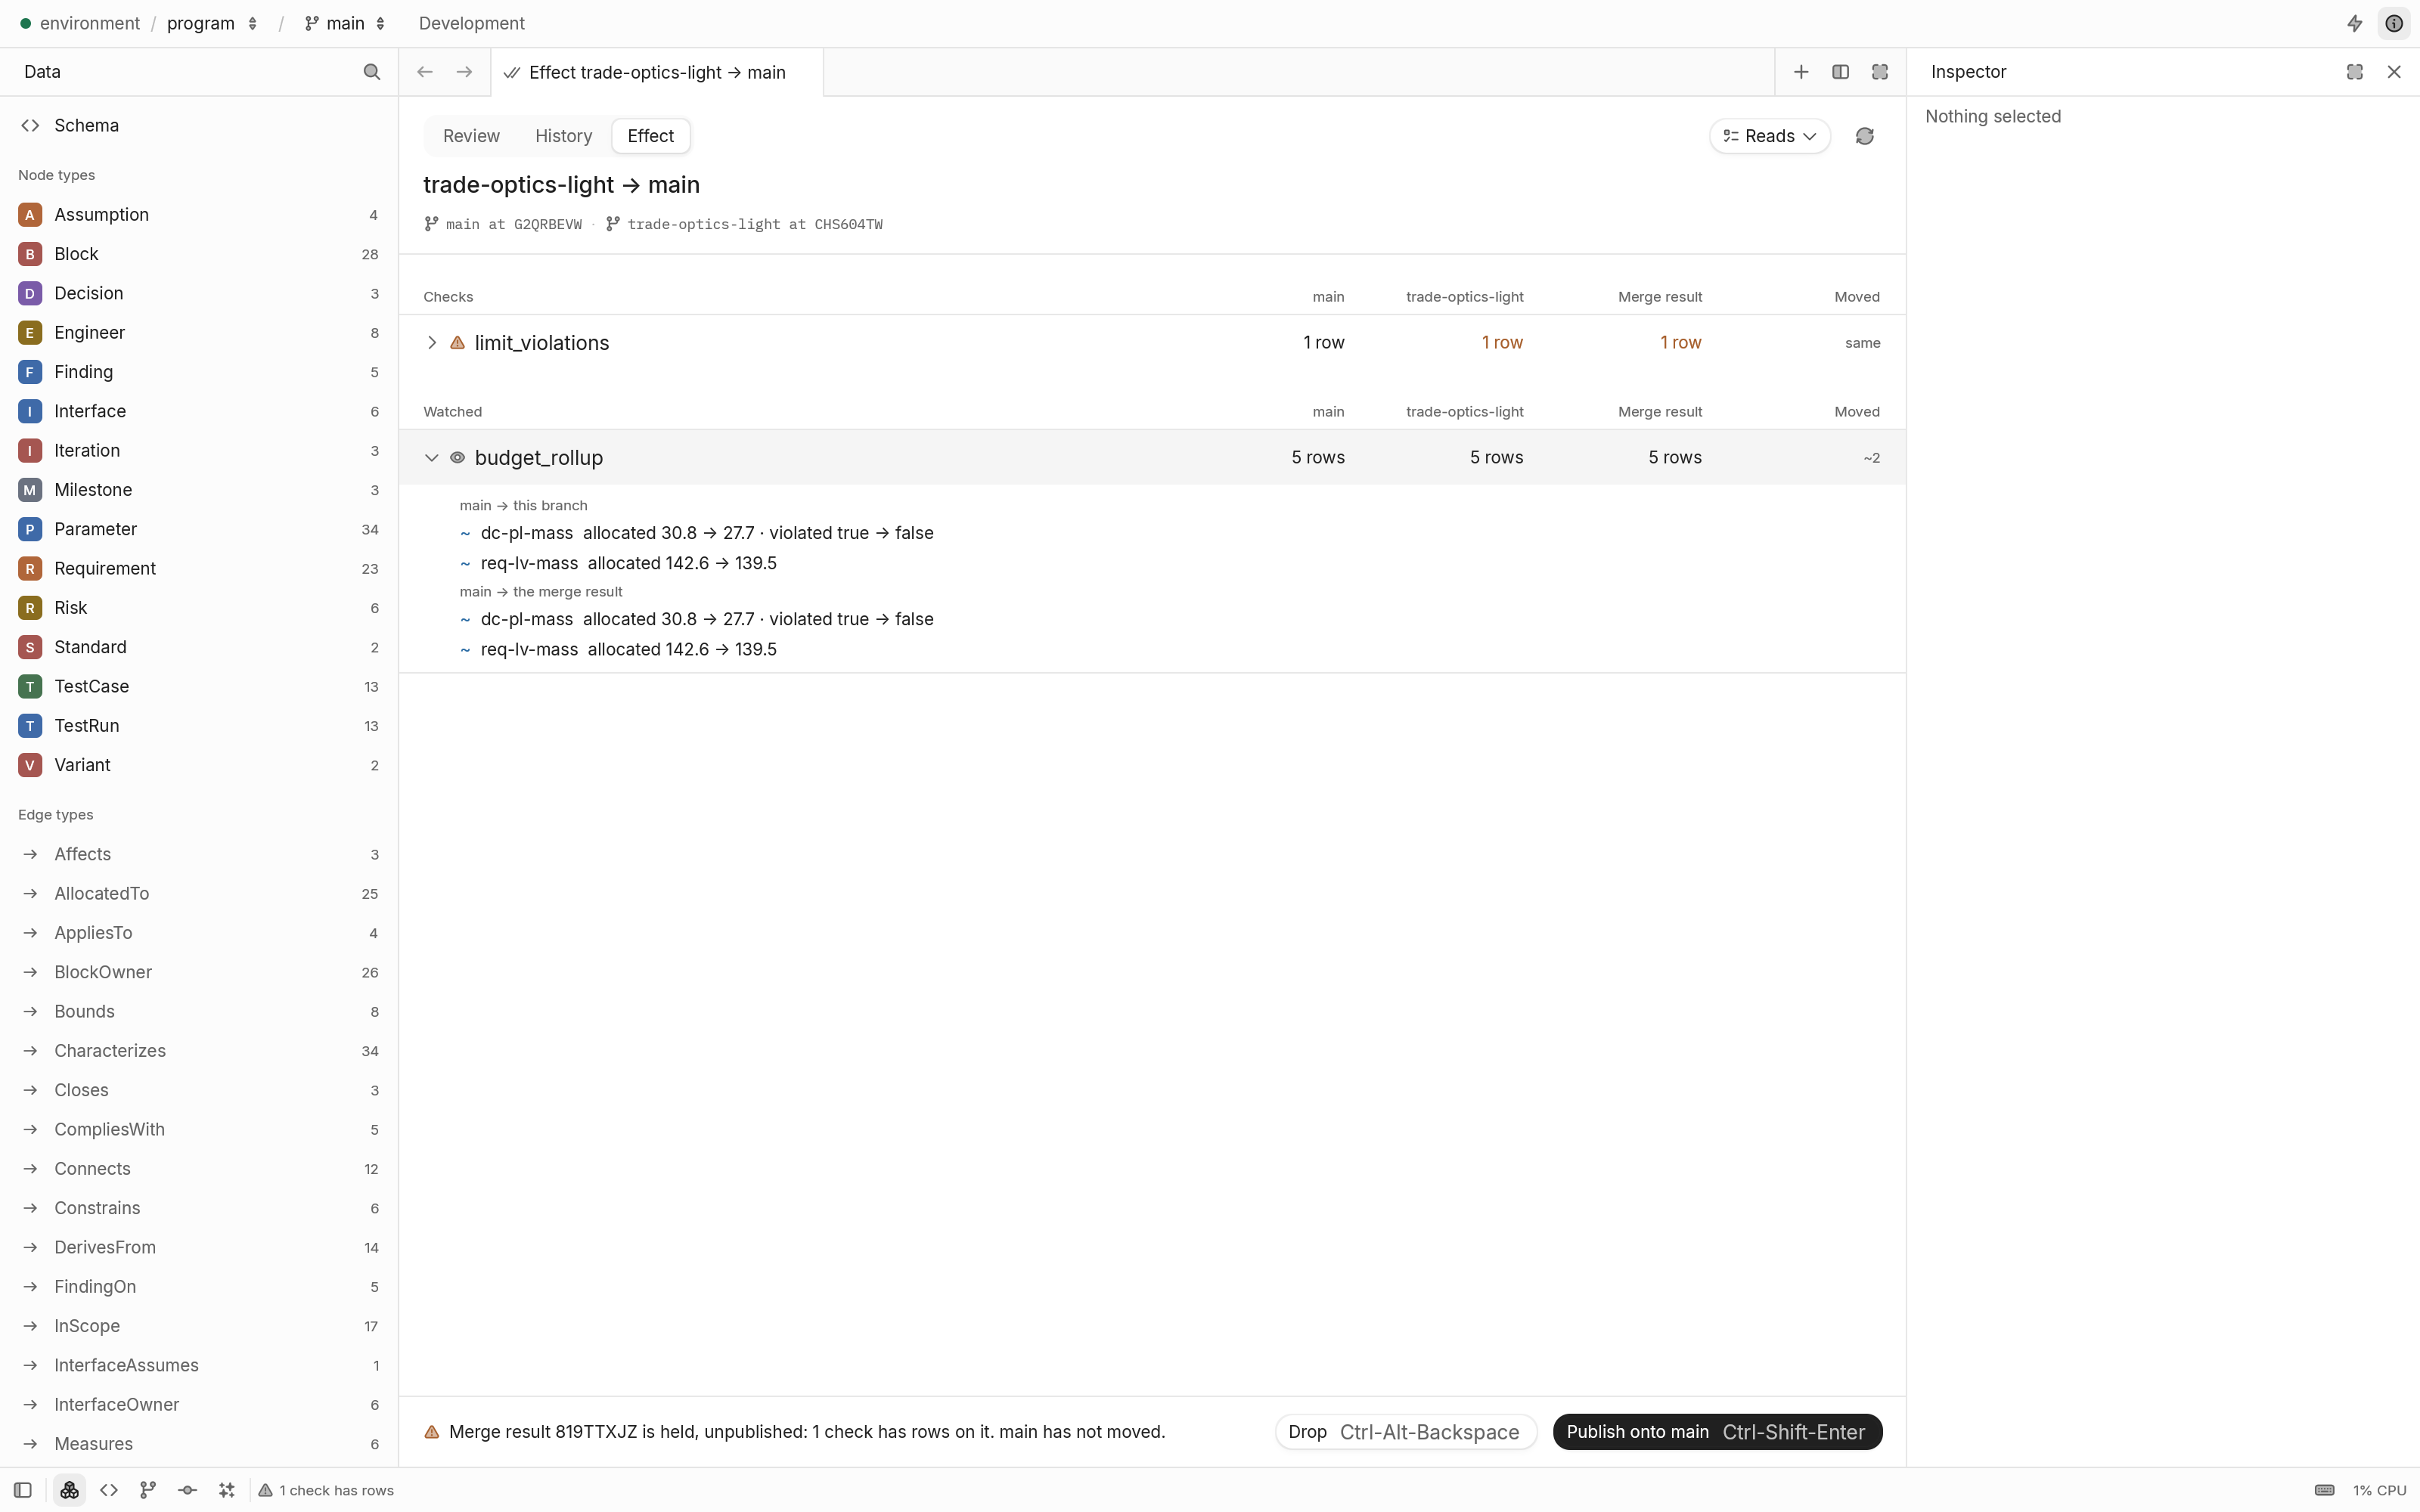 environment / program / main Development
Data
Effect trade-optics-light → main
Inspector
Nothing selected
Schema
Node types
A Assumption 4
B Block 28
D Decision 3
E Engineer 8
F Finding 5
I Interface 6
I Iteration 3
M Milestone 3
P Parameter 34
R Requirement 23
R Risk 6
S Standard 2
T TestCase 13
T TestRun 13
V Variant 2
Edge types
Affects 3
AllocatedTo 25
AppliesTo 4
BlockOwner 26
Bounds 8
Characterizes 34
Closes 3
CompliesWith 5
Connects 12
Constrains 6
DerivesFrom 14
FindingOn 5
InScope 17
InterfaceAssumes 1
InterfaceOwner 6
Measures 6
Review History Effect
Reads
trade-optics-light → main
main at G2QRBEVW · trade-optics-light at CHS604TW
Checks main trade-optics-light Merge result Moved
limit_violations 1 row 1 row 1 row same
Watched main trade-optics-light Merge result Moved
budget_rollup 5 rows 5 rows 5 rows ~2
main → this branch
~ dc-pl-mass allocated 30.8 → 27.7 · violated true → false
~ req-lv-mass allocated 142.6 → 139.5
main → the merge result
~ dc-pl-mass allocated 30.8 → 27.7 · violated true → false
~ req-lv-mass allocated 142.6 → 139.5
Merge result 819TTXJZ is held, unpublished: 1 check has rows on it. main has not moved.
Drop Ctrl-Alt-Backspace
Publish onto main Ctrl-Shift-Enter
1 check has rows
1% CPU